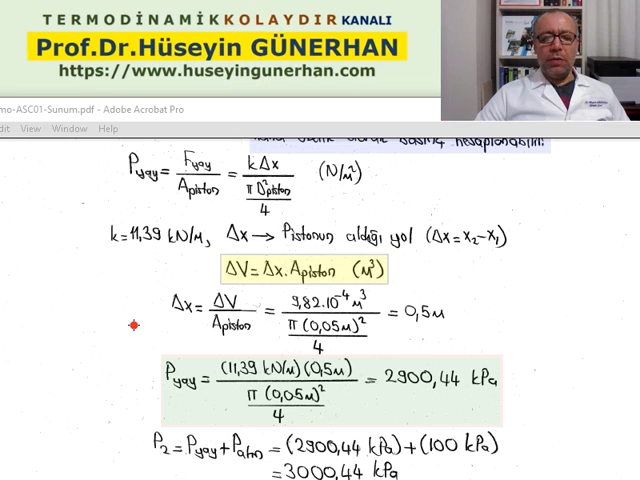 TERMODİNAMİKKOLAYDIR KANALI
Prof.Dr.Hüseyin GÜNERHAN
https://www.huseyingunerhan.com
mo-ASC01-Sunum.pdf - Adobe Acrobat Pro
dit View Window Help
basınç hesaplanabilir.
Pyay = Fyay / Apiston = kΔx / (πD²piston / 4) (N/m²)
k=11,39 kN/m, Δx → Pistonun aldığı yol (Δx=x₂-x₁)
ΔV=Δx.Apiston (m³)
Δx = ΔV / Apiston = 9,82.10⁻⁴ m³ / (π(0,05m)² / 4) = 0,5m
Pyay = (11,39 kN/m)(0,5m) / (π(0,05m)² / 4) = 2900,44 kPa
P₂=Pyay+Patm=(2900,44 kPa)+(100 kPa)
=3000,44 kPa